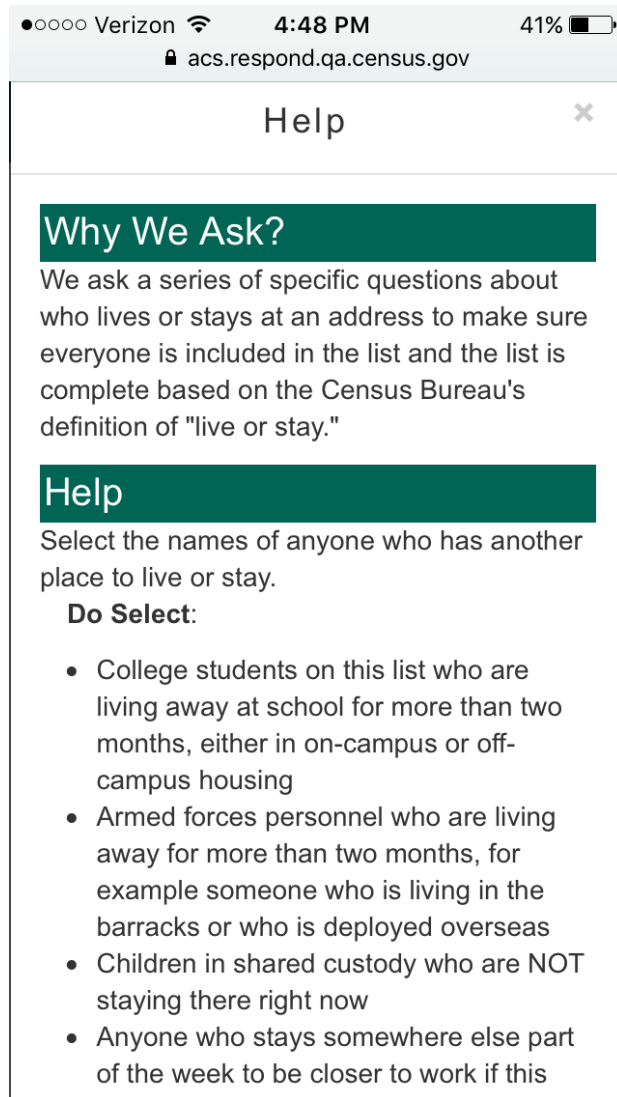 Verizon 4:48 PM 41%
acs.respond.qa.census.gov
Help ×
Why We Ask?
We ask a series of specific questions about
who lives or stays at an address to make sure
everyone is included in the list and the list is
complete based on the Census Bureau's
definition of "live or stay."
Help
Select the names of anyone who has another
place to live or stay.
Do Select:
• College students on this list who are
living away at school for more than two
months, either in on-campus or off-
campus housing
• Armed forces personnel who are living
away for more than two months, for
example someone who is living in the
barracks or who is deployed overseas
• Children in shared custody who are NOT
staying there right now
• Anyone who stays somewhere else part
of the week to be closer to work if this